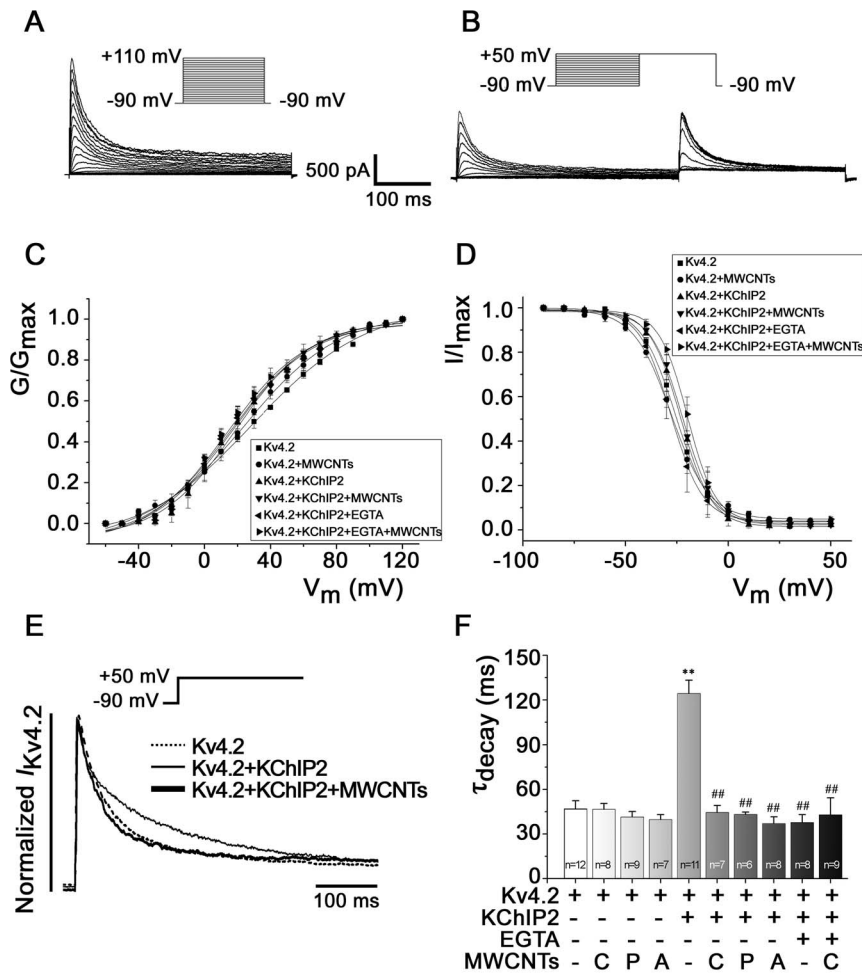 A
+110 mV
-90 mV
-90 mV
500 pA
100 ms
B
+50 mV
-90 mV
-90 mV
C
G/Gmax
1.0
0.8
0.6
0.4
0.2
0.0
Kv4.2
Kv4.2+MWCNTs
Kv4.2+KChIP2
Kv4.2+KChIP2+MWCNTs
Kv4.2+KChIP2+EGTA
Kv4.2+KChIP2+EGTA+MWCNTs
-40 0 40 80 120
Vm (mV)
D
I/Imax
1.0
0.8
0.6
0.4
0.2
0.0
Kv4.2
Kv4.2+MWCNTs
Kv4.2+KChIP2
Kv4.2+KChIP2+MWCNTs
Kv4.2+KChIP2+EGTA
Kv4.2+KChIP2+EGTA+MWCNTs
-100 -50 0 50
Vm (mV)
E
+50 mV
-90 mV
Normalized IKv4.2
Kv4.2
Kv4.2+KChIP2
Kv4.2+KChIP2+MWCNTs
100 ms
F
τdecay (ms)
150
120
90
60
30
0
**
## ## ## ## ##
n=12 n=8 n=9 n=7 n=11 n=7 n=6 n=8 n=8 n=9
Kv4.2 + + + + + + + + + +
KChIP2 - - - - + + + + + +
EGTA - - - - - - - - + +
MWCNTs - C P A - C P A - C